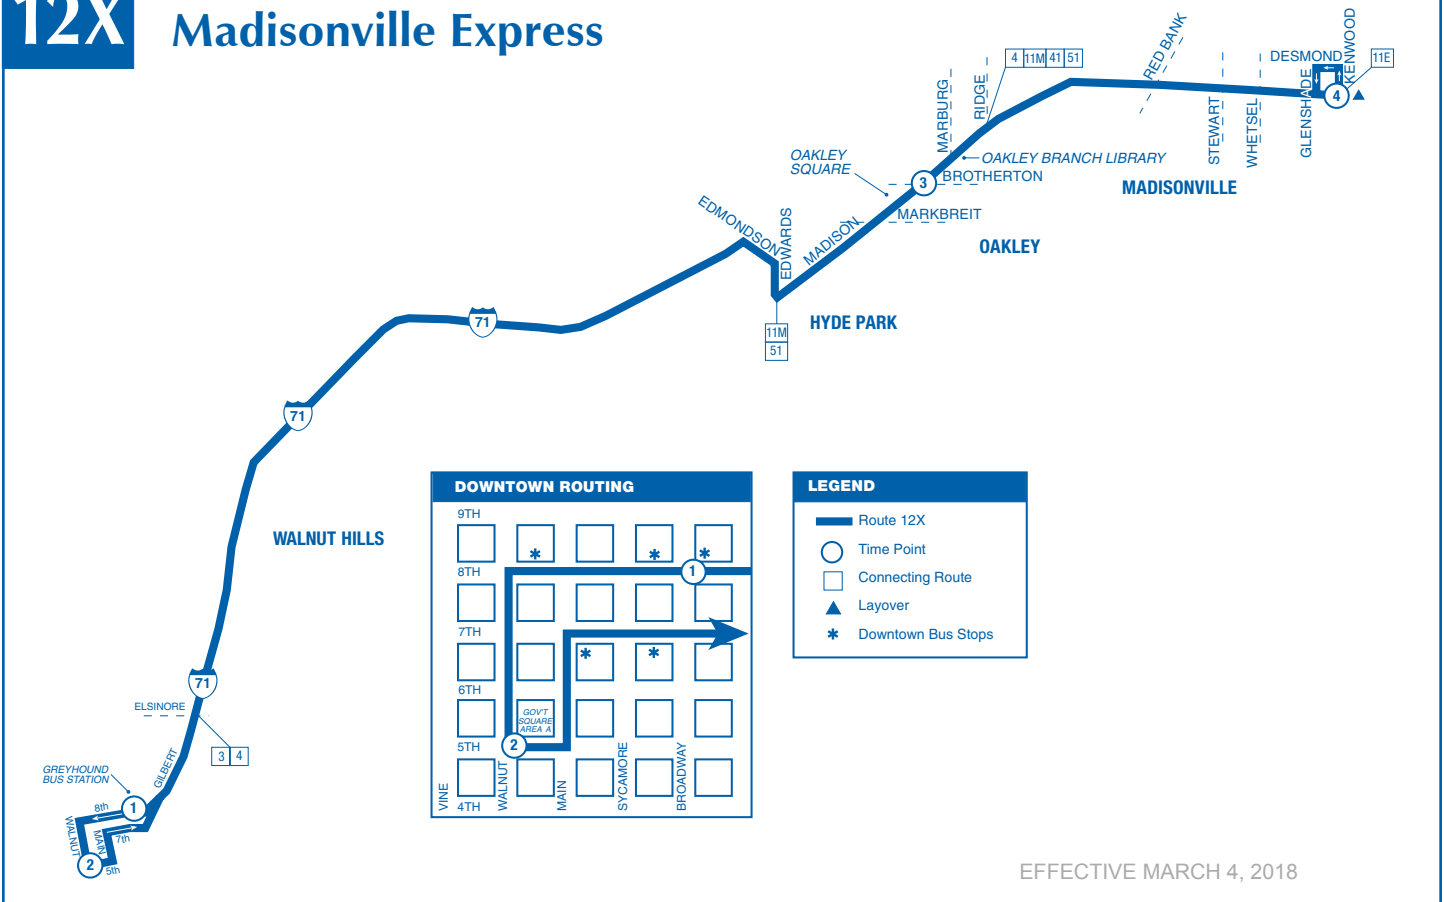 12X
Madisonville Express
RED BANK
KENWOOD
DESMOND
4 11M 41 51
11E
MARBURG
RIDGE
STEWART
WHETSEL
GLENSHADE
4
OAKLEY
SQUARE
OAKLEY BRANCH LIBRARY
3
BROTHERTON
MADISONVILLE
EDMONDSON
EDWARDS
MADISON
MARKBREIT
OAKLEY
71
11M
51
HYDE PARK
71
WALNUT HILLS
71
ELSINORE
3 4
GILBERT
GREYHOUND
BUS STATION
1
8th
WALNUT
MAIN
7th
2
5th
DOWNTOWN ROUTING
9TH
*
*
*
8TH
1
7TH
*
*
6TH
GOV'T
SQUARE
AREA A
5TH
2
VINE
WALNUT
MAIN
SYCAMORE
BROADWAY
4TH
LEGEND
Route 12X
Time Point
Connecting Route
Layover
* Downtown Bus Stops
EFFECTIVE MARCH 4, 2018